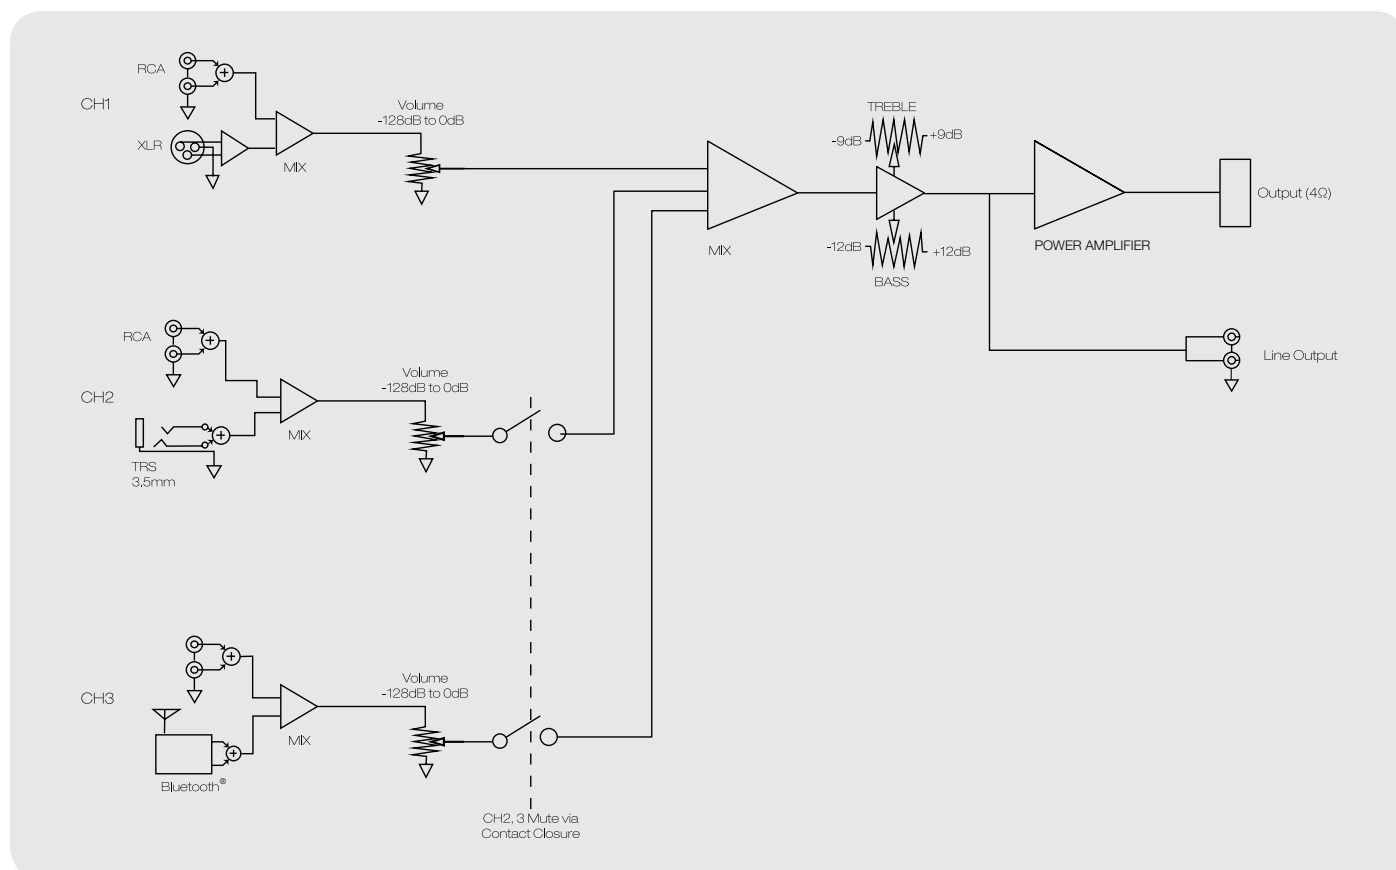 RCA
CH1
XLR
MIX
Volume
-128dB to 0dB
MIX
TREBLE
-9dB
+9dB
-12dB
+12dB
BASS
POWER AMPLIFIER
Output (4Ω)
Line Output
RCA
CH2
TRS
3,5mm
MIX
Volume
-128dB to 0dB
CH3
Bluetooth®
MIX
Volume
-128dB to 0dB
CH2, 3 Mute via
Contact Closure